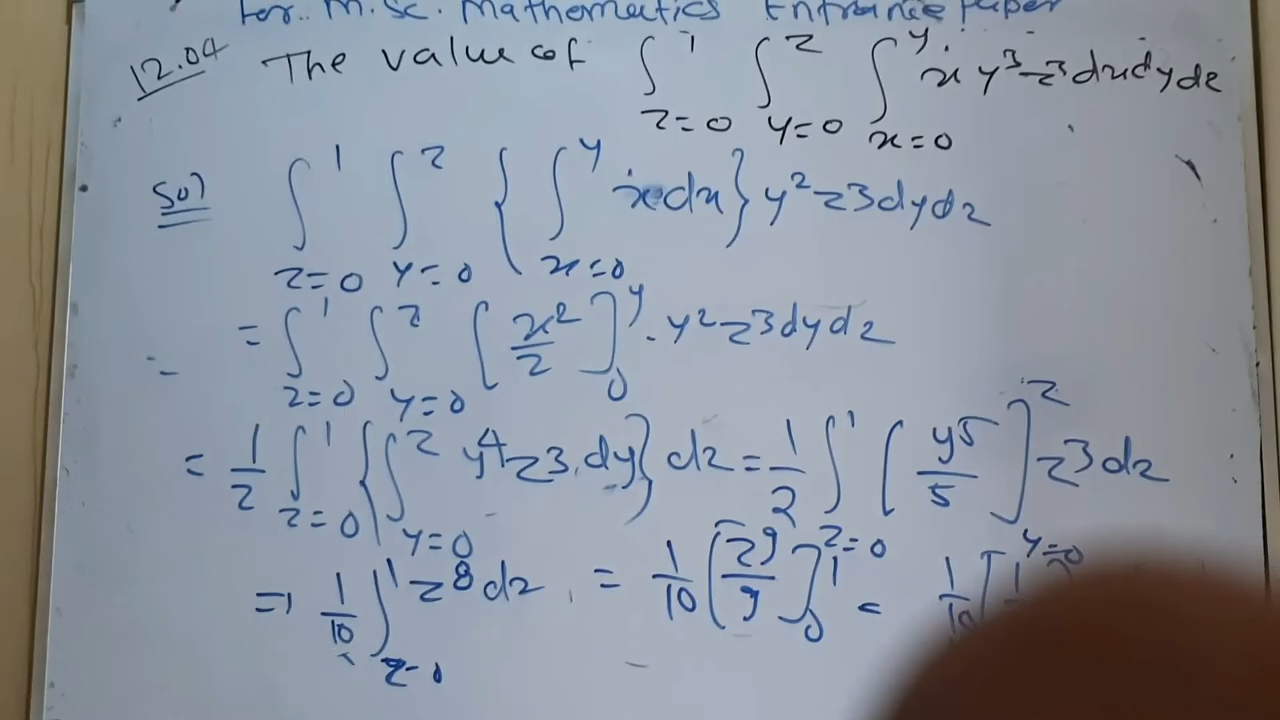 For M.Sc. Mathematics Entrance Paper
12.04 The value of ∫_{z=0}^{1} ∫_{y=0}^{z} ∫_{x=0}^{y} x y³ z³ dx dy dz
Sol ∫_{z=0}^{1} ∫_{y=0}^{z} { ∫_{x=0}^{y} x dx } y² z3 dy dz
= ∫_{z=0}^{1} ∫_{y=0}^{z} [x²/2]_{0}^{y} . y² z3 dy dz
= 1/2 ∫_{z=0}^{1} { ∫_{y=0}^{z} y⁴ z3 . dy } dz = 1/2 ∫_{z=0}^{1} [y5/5]_{y=0}^{z} z3 dz
= 1/10 ∫_{z=0}^{1} z8 dz = 1/10 [z9/9]_{0}^{1} = 1/10 [1